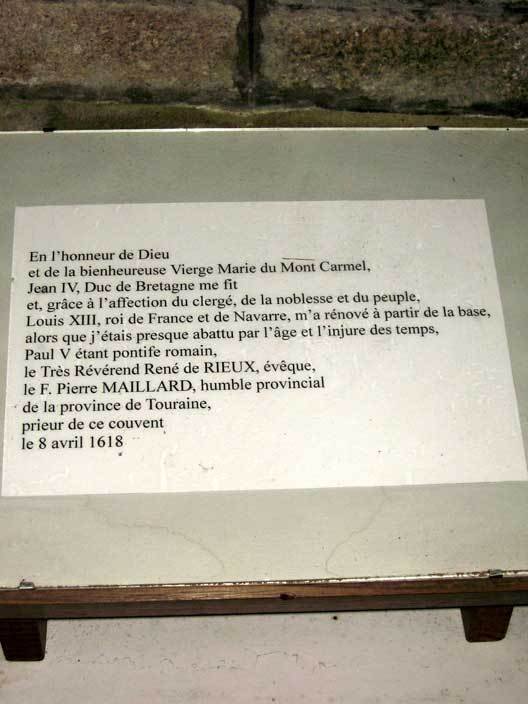 En l'honneur de Dieu
et de la bienheureuse Vierge Marie du Mont Carmel,
Jean IV, Duc de Bretagne me fit
et, grâce à l'affection du clergé, de la noblesse et du peuple,
Louis XIII, roi de France et de Navarre, m'a rénové à partir de la base,
alors que j'étais presque abattu par l'âge et l'injure des temps,
Paul V étant pontife romain,
le Très Révérend René de RIEUX, évêque,
le F. Pierre MAILLARD, humble provincial
de la province de Touraine,
prieur de ce couvent
le 8 avril 1618